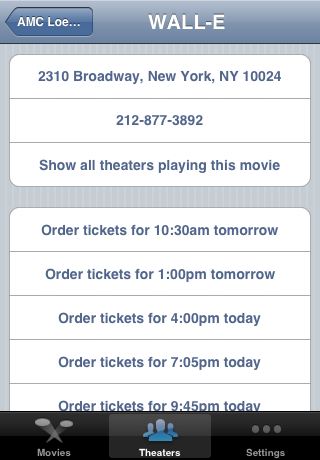 AMC Loe...
WALL-E
2310 Broadway, New York, NY 10024
212-877-3892
Show all theaters playing this movie
Order tickets for 10:30am tomorrow
Order tickets for 1:00pm tomorrow
Order tickets for 4:00pm today
Order tickets for 7:05pm today
Order tickets for 9:45pm today
Movies
Theaters
Settings